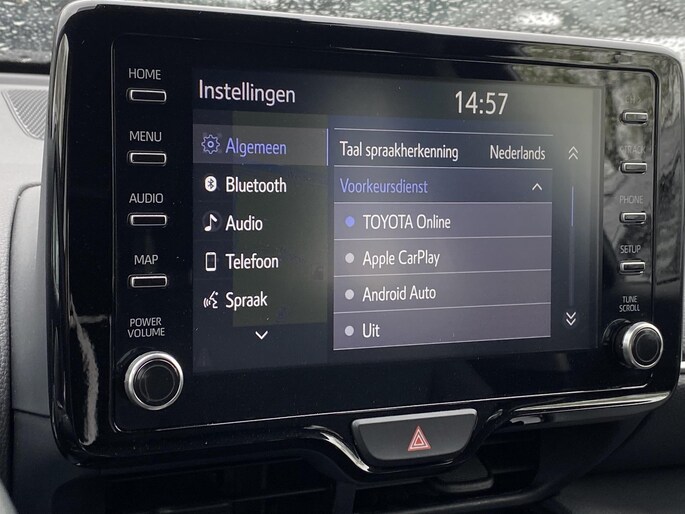 HOME
MENU
AUDIO
MAP
POWER
VOLUME
Instellingen
14:57
Algemeen
Bluetooth
Audio
Telefoon
Spraak
Taal spraakherkenning Nederlands
Voorkeursdienst
TOYOTA Online
Apple CarPlay
Android Auto
Uit
PHONE
SETUP
TUNE
SCROLL